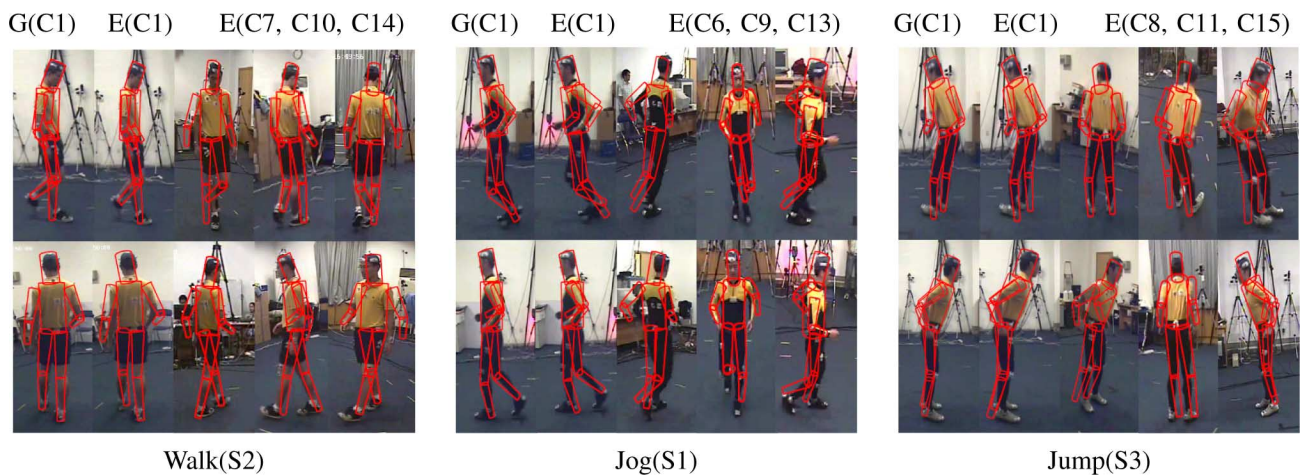 G(C1) E(C1) E(C7, C10, C14) G(C1) E(C1) E(C6, C9, C13) G(C1) E(C1) E(C8, C11, C15)
Walk(S2) Jog(S1) Jump(S3)